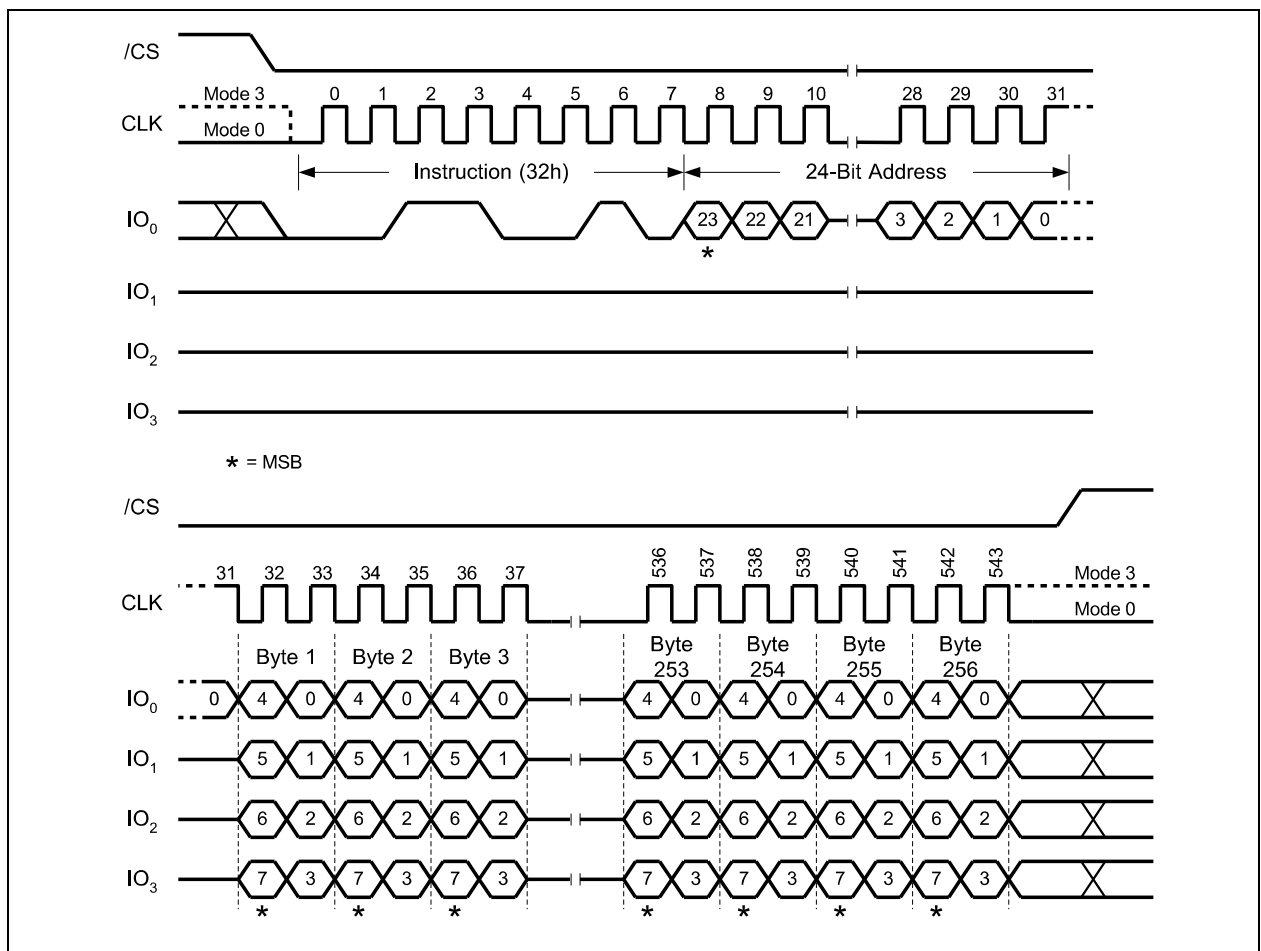 /CS
Mode 3 0 1 2 3 4 5 6 7 8 9 10 28 29 30 31
CLK
Mode 0
Instruction (32h) 24-Bit Address
IO0 23 22 21 3 2 1 0
*
IO1
IO2
IO3
* = MSB
/CS
31 32 33 34 35 36 37 536 537 538 539 540 541 542 543 Mode 3
CLK
Mode 0
Byte 1 Byte 2 Byte 3 Byte 253 Byte 254 Byte 255 Byte 256
IO0 0 4 0 4 0 4 0 4 0 4 0 4 0 4 0
IO1 5 1 5 1 5 1 5 1 5 1 5 1 5 1
IO2 6 2 6 2 6 2 6 2 6 2 6 2 6 2
IO3 7 3 7 3 7 3 7 3 7 3 7 3 7 3
* * * * * * *